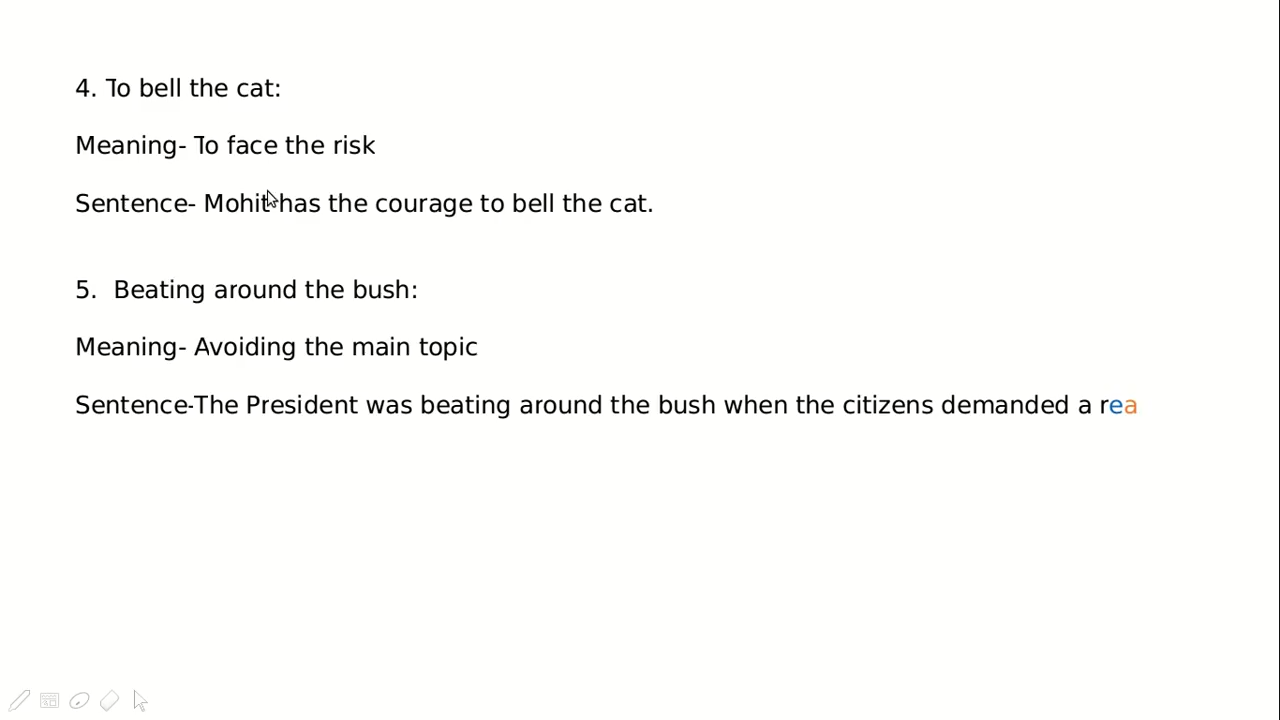 4. To bell the cat:
Meaning- To face the risk
Sentence- Mohit has the courage to bell the cat.
5. Beating around the bush:
Meaning- Avoiding the main topic
Sentence-The President was beating around the bush when the citizens demanded a rea